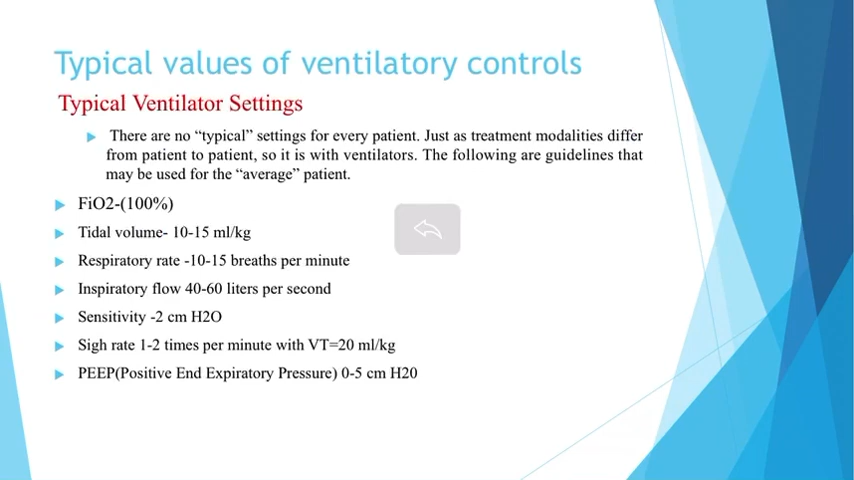 Typical values of ventilatory controls
Typical Ventilator Settings
There are no “typical” settings for every patient. Just as treatment modalities differ
from patient to patient, so it is with ventilators. The following are guidelines that
may be used for the “average” patient.
FiO2-(100%)
Tidal volume- 10-15 ml/kg
Respiratory rate -10-15 breaths per minute
Inspiratory flow 40-60 liters per second
Sensitivity -2 cm H2O
Sigh rate 1-2 times per minute with VT=20 ml/kg
PEEP(Positive End Expiratory Pressure) 0-5 cm H20